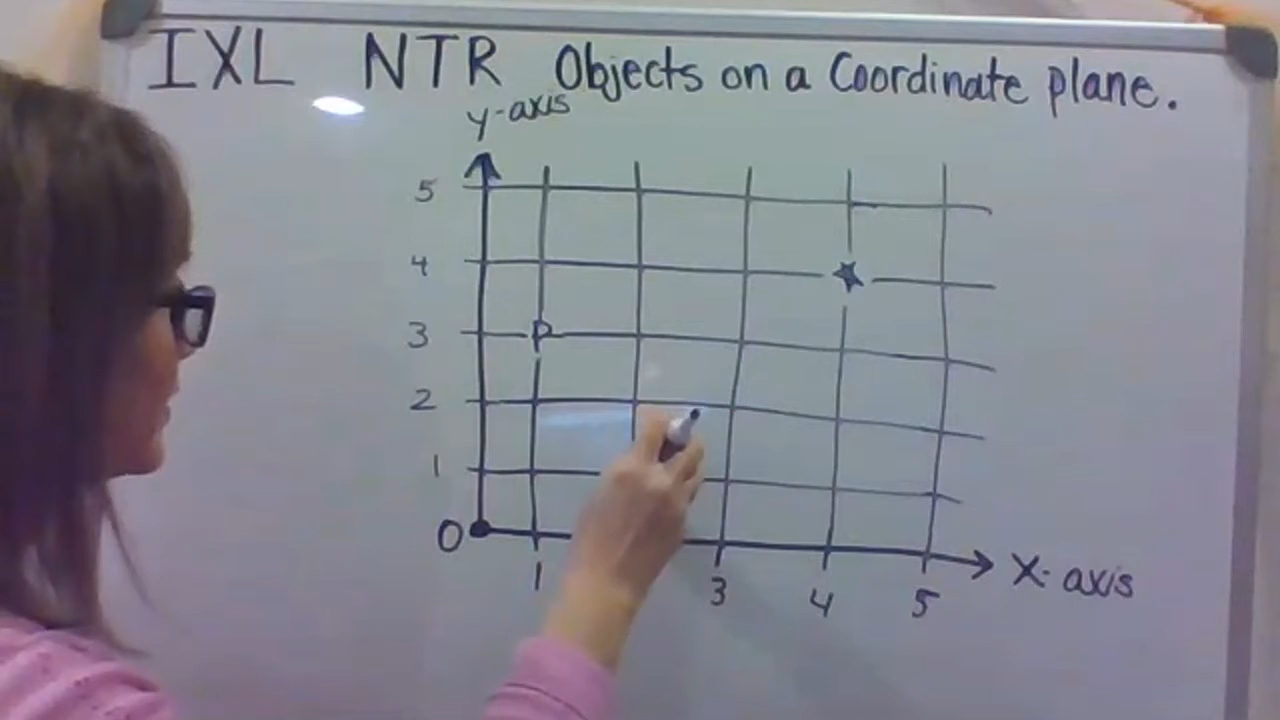 IXL NTR Objects on a Coordinate plane.
y-axis
5
4
3 P
2
1
0
1 3 4 5 X-axis